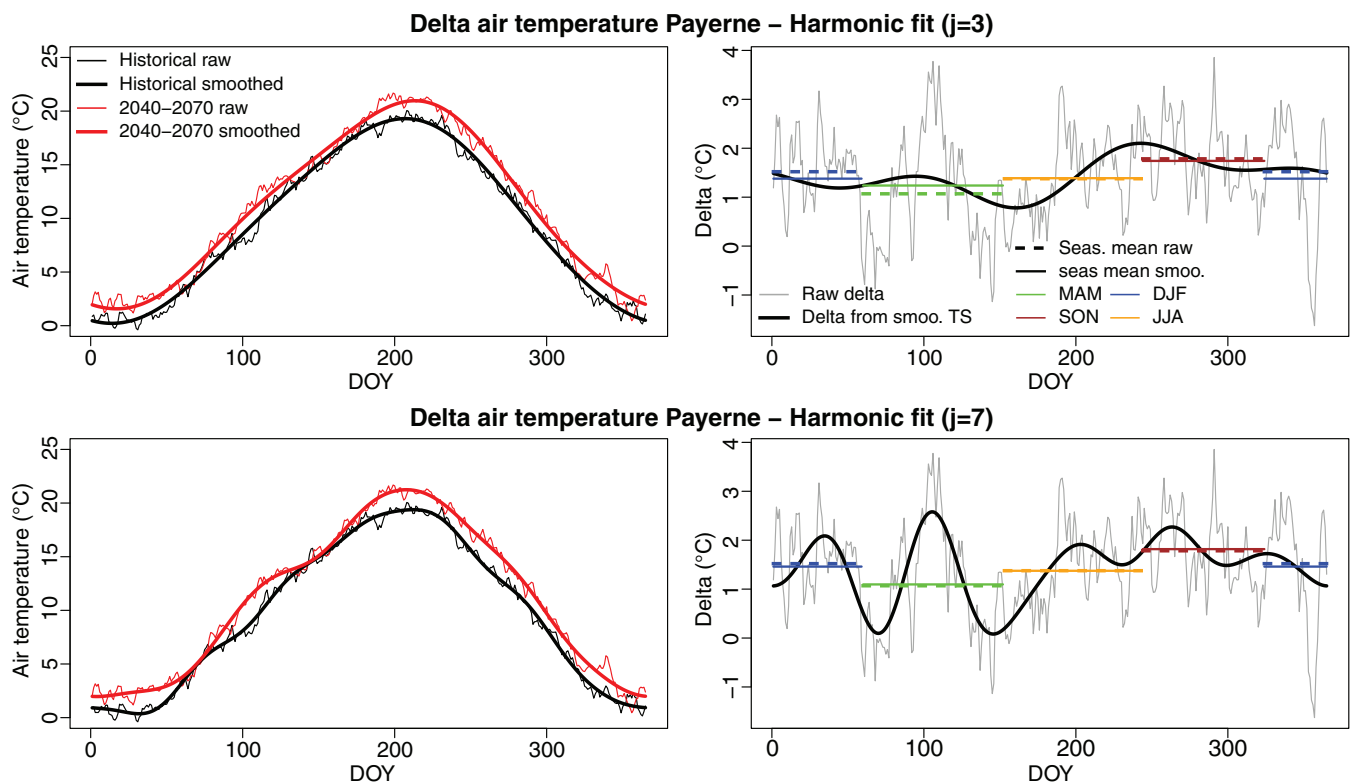 Delta air temperature Payerne – Harmonic fit (j=3)
Air temperature (°C)
25
20
15
10
5
0
Historical raw
Historical smoothed
2040–2070 raw
2040–2070 smoothed
0
100
200
300
DOY
Delta (°C)
4
3
2
1
0
−1
Raw delta
Delta from smoo. TS
Seas. mean raw
seas mean smoo.
MAM
DJF
SON
JJA
0
100
200
300
DOY
Delta air temperature Payerne – Harmonic fit (j=7)
Air temperature (°C)
25
20
15
10
5
0
0
100
200
300
DOY
Delta (°C)
4
3
2
1
0
−1
0
100
200
300
DOY